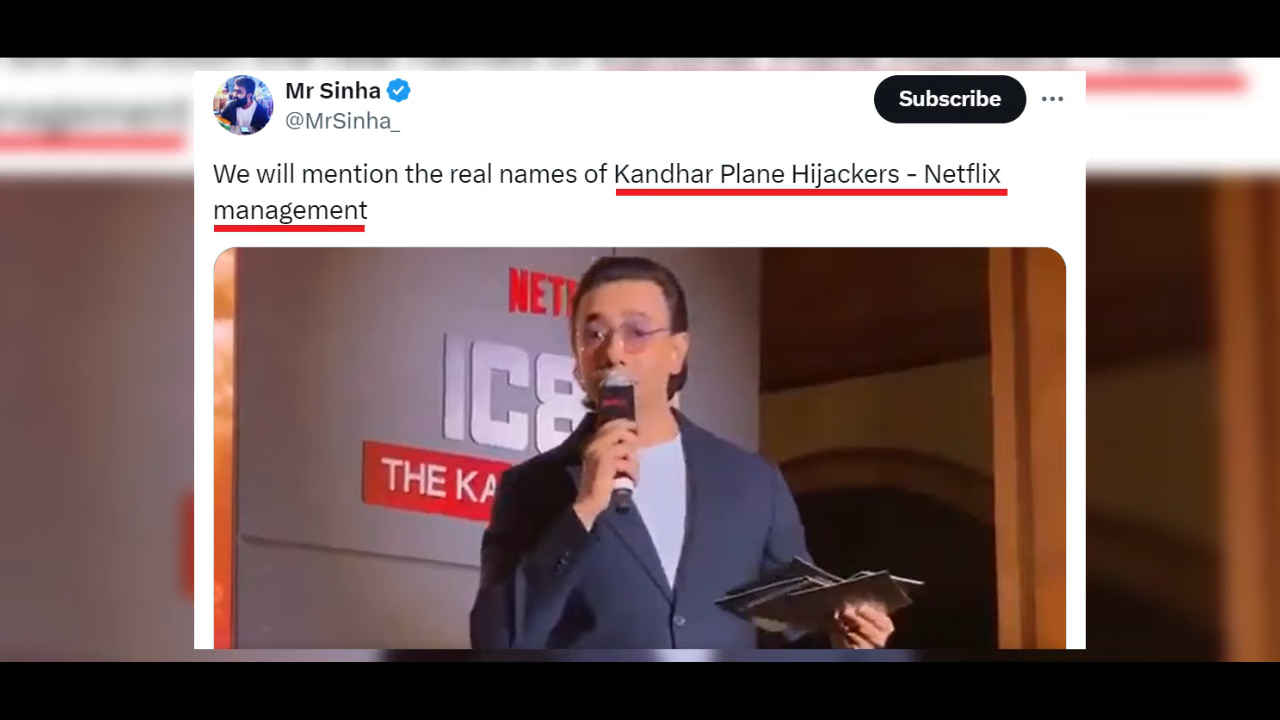 Mr Sinha
@MrSinha_
Subscribe
We will mention the real names of Kandhar Plane Hijackers - Netflix
management
NETF
IC8
THE KA